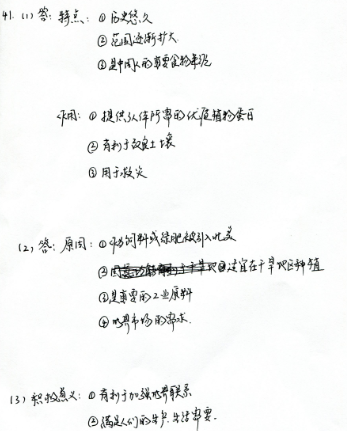 41. (1) 答: 特点: ① 历史悠久
② 范围逐渐扩大
③ 是中国人的重要食物来源
作用: ① 提供人体所需的优质植物蛋白
② 有利于改良土壤
③ 用于救灾
(2) 答: 原因: ① 作为饲料或绿肥被引入北美
② 适宜在干旱地区种植
③ 是重要的工业原料
④ 世界市场的需求.
(3) 积极意义: ① 有利于加强世界联系
② 满足人们的生产、生活需要.